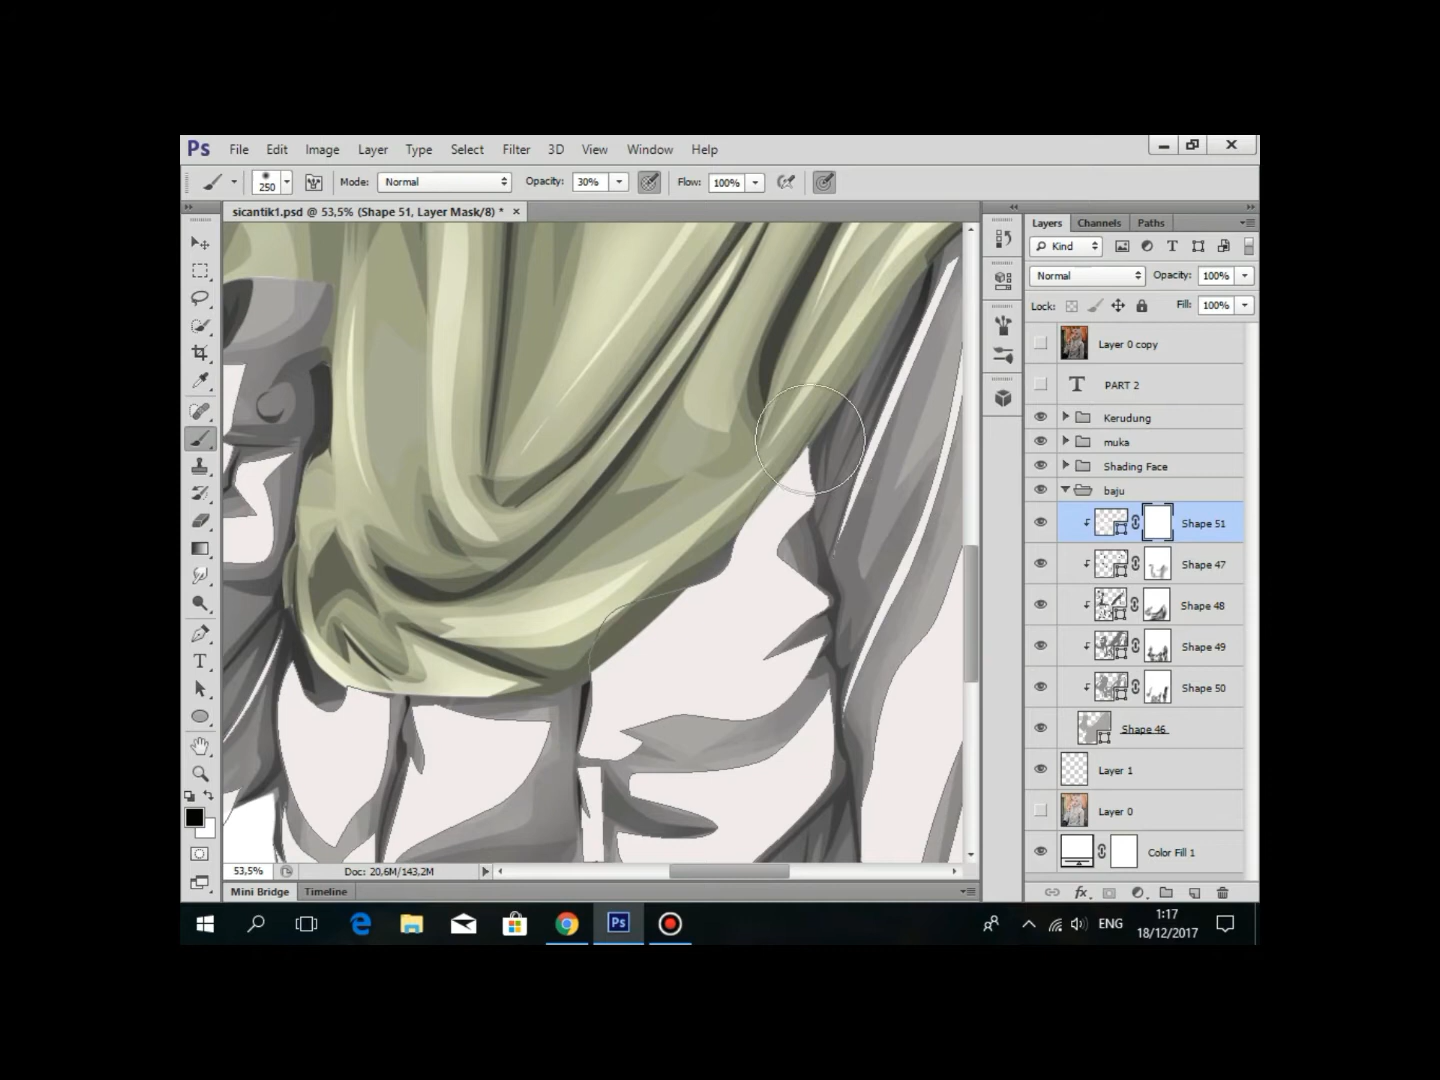 Ps File Edit Image Layer Type Select Filter 3D View Window Help
250 Mode: Normal Opacity: 30% Flow: 100%
sicantik1.psd @ 53,5% (Shape 51, Layer Mask/8) * ×
Layers Channels Paths
Kind
Normal Opacity: 100%
Lock: Fill: 100%
Layer 0 copy
T PART 2
Kerudung
muka
Shading Face
baju
Shape 51
Shape 47
Shape 48
Shape 49
Shape 50
Shape 46
Layer 1
Layer 0
Color Fill 1
53,5% Doc: 20,6M/143,2M
Mini Bridge Timeline
fx
Ps ENG 1:17
18/12/2017